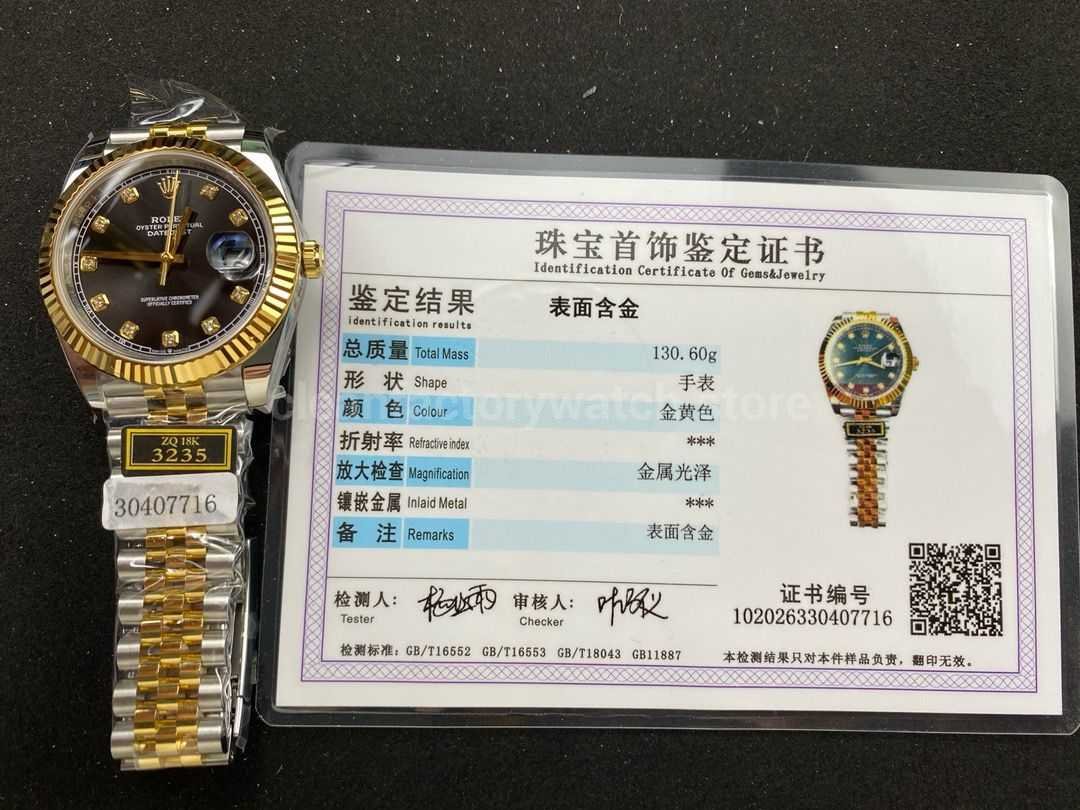 ROLEX
OYSTER PERPETUAL
DATEJUST
SUPERLATIVE CHRONOMETER
OFFICIALLY CERTIFIED
ZQ 18K
3235
30407716
珠宝首饰鉴定证书
Identification Certificate Of Gems&Jewelry
鉴定结果 表面含金
identification results
总质量 Total Mass 130.60g
形 状 Shape 手表
颜 色 Colour 金黄色
折射率 Refractive index ***
放大检查 Magnification 金属光泽
镶嵌金属 Inlaid Metal ***
备 注 Remarks 表面含金
检测人: 审核人:
Tester Checker
检测标准: GB/T16552 GB/T16553 GB/T18043 GB11887
3235
证书编号
102026330407716
本检测结果只对本件样品负责，翻印无效。
cleanfactorywatch.store